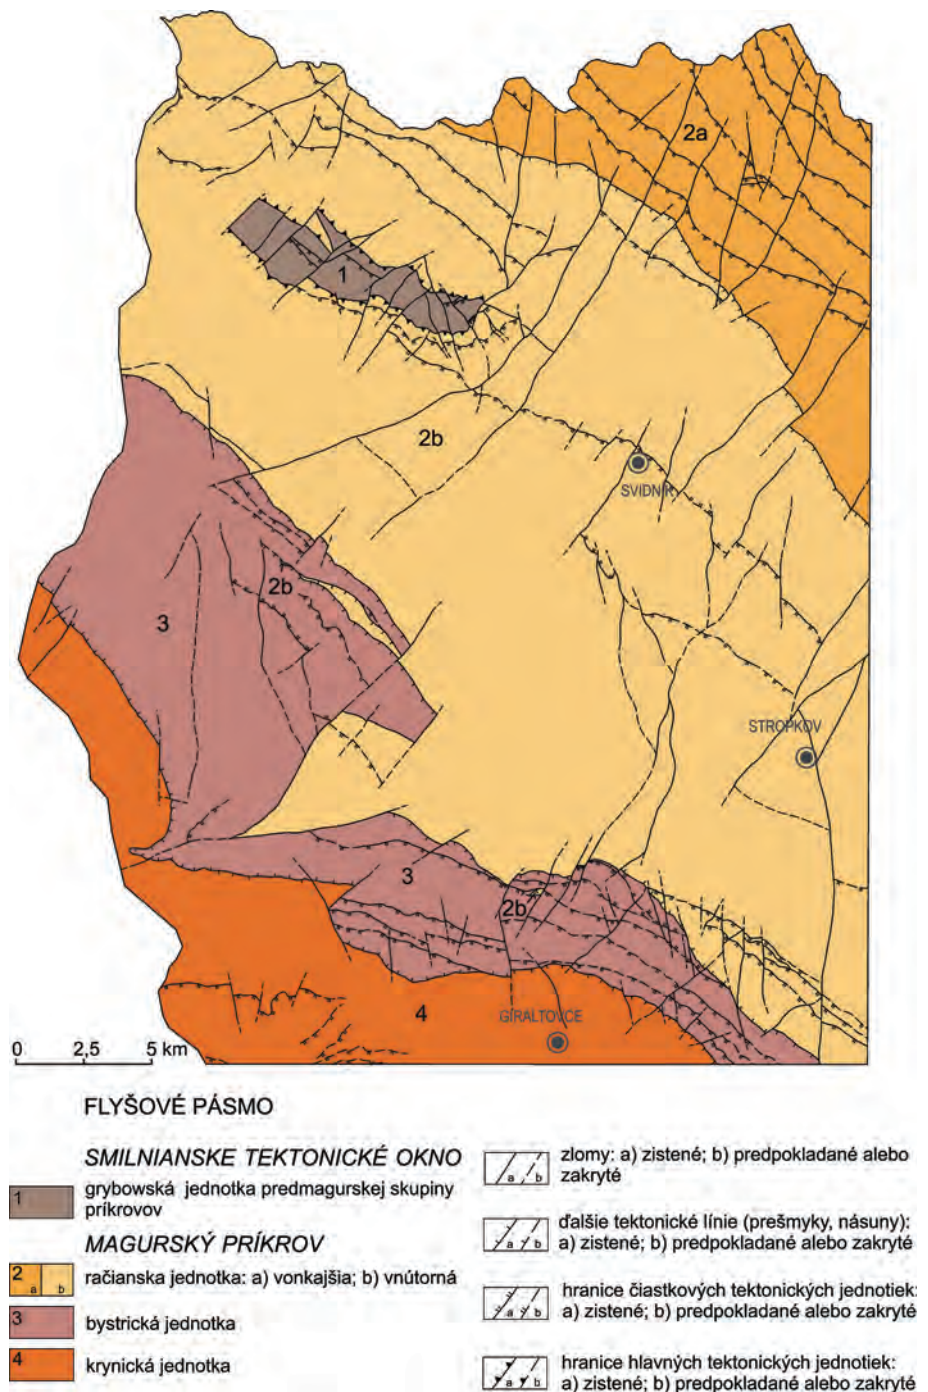 2a
1
2b
SVIDNÍK
2b
3
STROPKOV
3
2b
4
GIRALTOVCE
0 2,5 5 km
FLYŠOVÉ PÁSMO
SMILNIANSKE TEKTONICKÉ OKNO
1 grybowská jednotka predmagurskej skupiny
príkrovov
MAGURSKÝ PRÍKROV
2 a b račianska jednotka: a) vonkajšia; b) vnútorná
3 bystrická jednotka
4 krynická jednotka
a b zlomy: a) zistené; b) predpokladané alebo
zakryté
a b ďalšie tektonické línie (prešmyky, násuny):
a) zistené; b) predpokladané alebo zakryté
a b hranice čiastkových tektonických jednotiek:
a) zistené; b) predpokladané alebo zakryté
a b hranice hlavných tektonických jednotiek:
a) zistené; b) predpokladané alebo zakryté